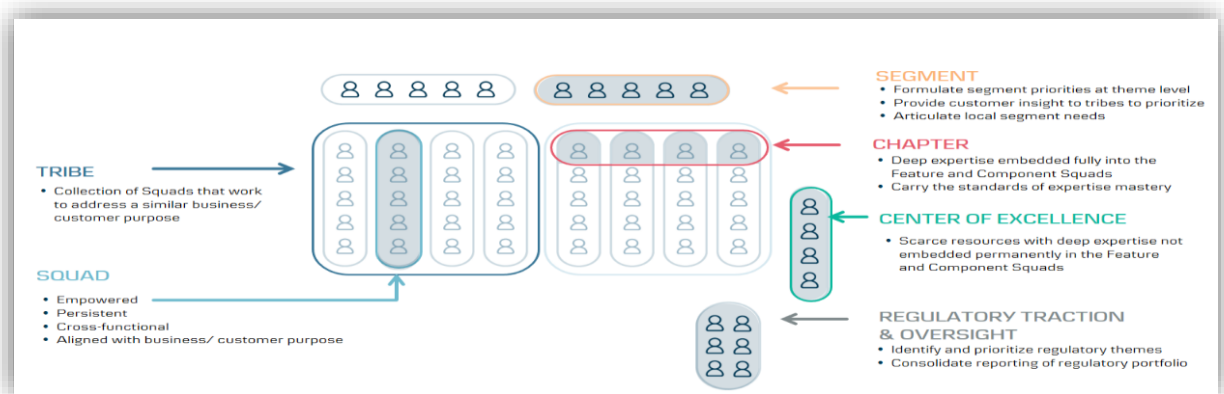 TRIBE
• Collection of Squads that work
to address a similar business/
customer purpose
SQUAD
• Empowered
• Persistent
• Cross-functional
• Aligned with business/ customer purpose
SEGMENT
• Formulate segment priorities at theme level
• Provide customer insight to tribes to prioritize
• Articulate local segment needs
CHAPTER
• Deep expertise embedded fully into the
Feature and Component Squads
• Carry the standards of expertise mastery
CENTER OF EXCELLENCE
• Scarce resources with deep expertise not
embedded permanently in the Feature
and Component Squads
REGULATORY TRACTION
& OVERSIGHT
• Identify and prioritize regulatory themes
• Consolidate reporting of regulatory portfolio